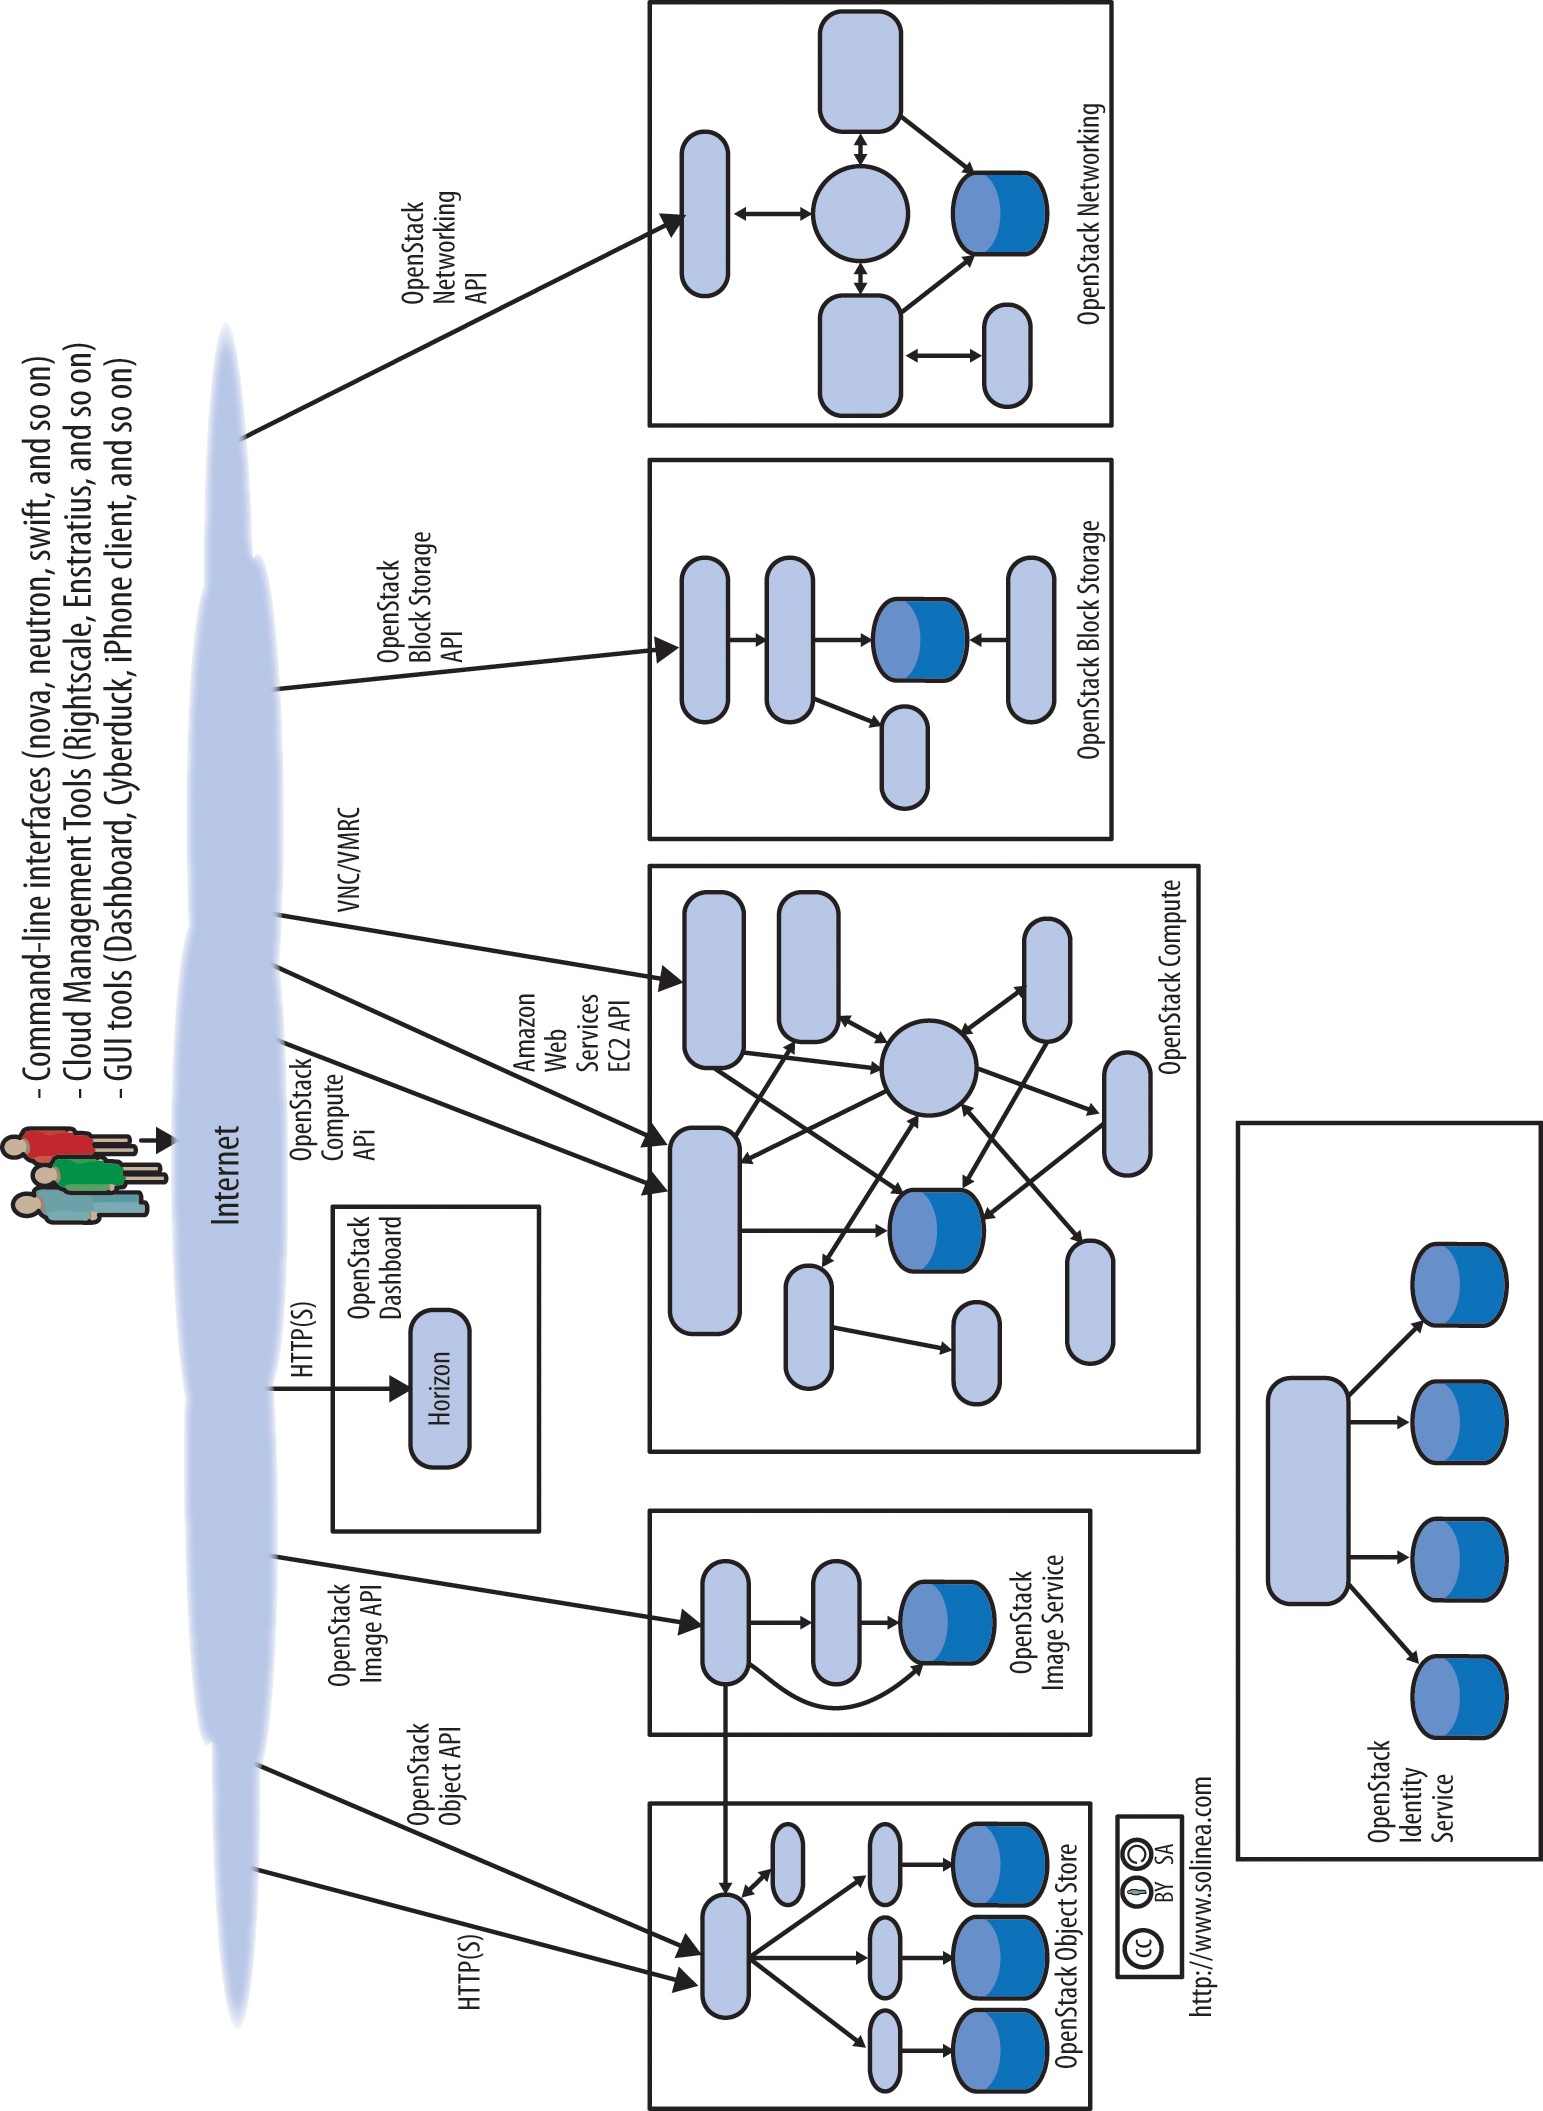 - Command-line interfaces (nova, neutron, swift, and so on)
- Cloud Management Tools (Rightscale, Enstratius, and so on)
- GUI tools (Dashboard, Cyberduck, iPhone client, and so on)
Internet
HTTP(S)
OpenStack
Object API
OpenStack
Image API
HTTP(S)
OpenStack
Dashboard
Horizon
OpenStack
Compute
APi
Amazon
Web
Services
EC2 API
VNC/VMRC
OpenStack
Block Storage
API
OpenStack
Networking
API
OpenStack Object Store
OpenStack
Image Service
OpenStack Compute
OpenStack Block Storage
OpenStack Networking
cc
BY SA
http://www.solinea.com
OpenStack
Identity
Service